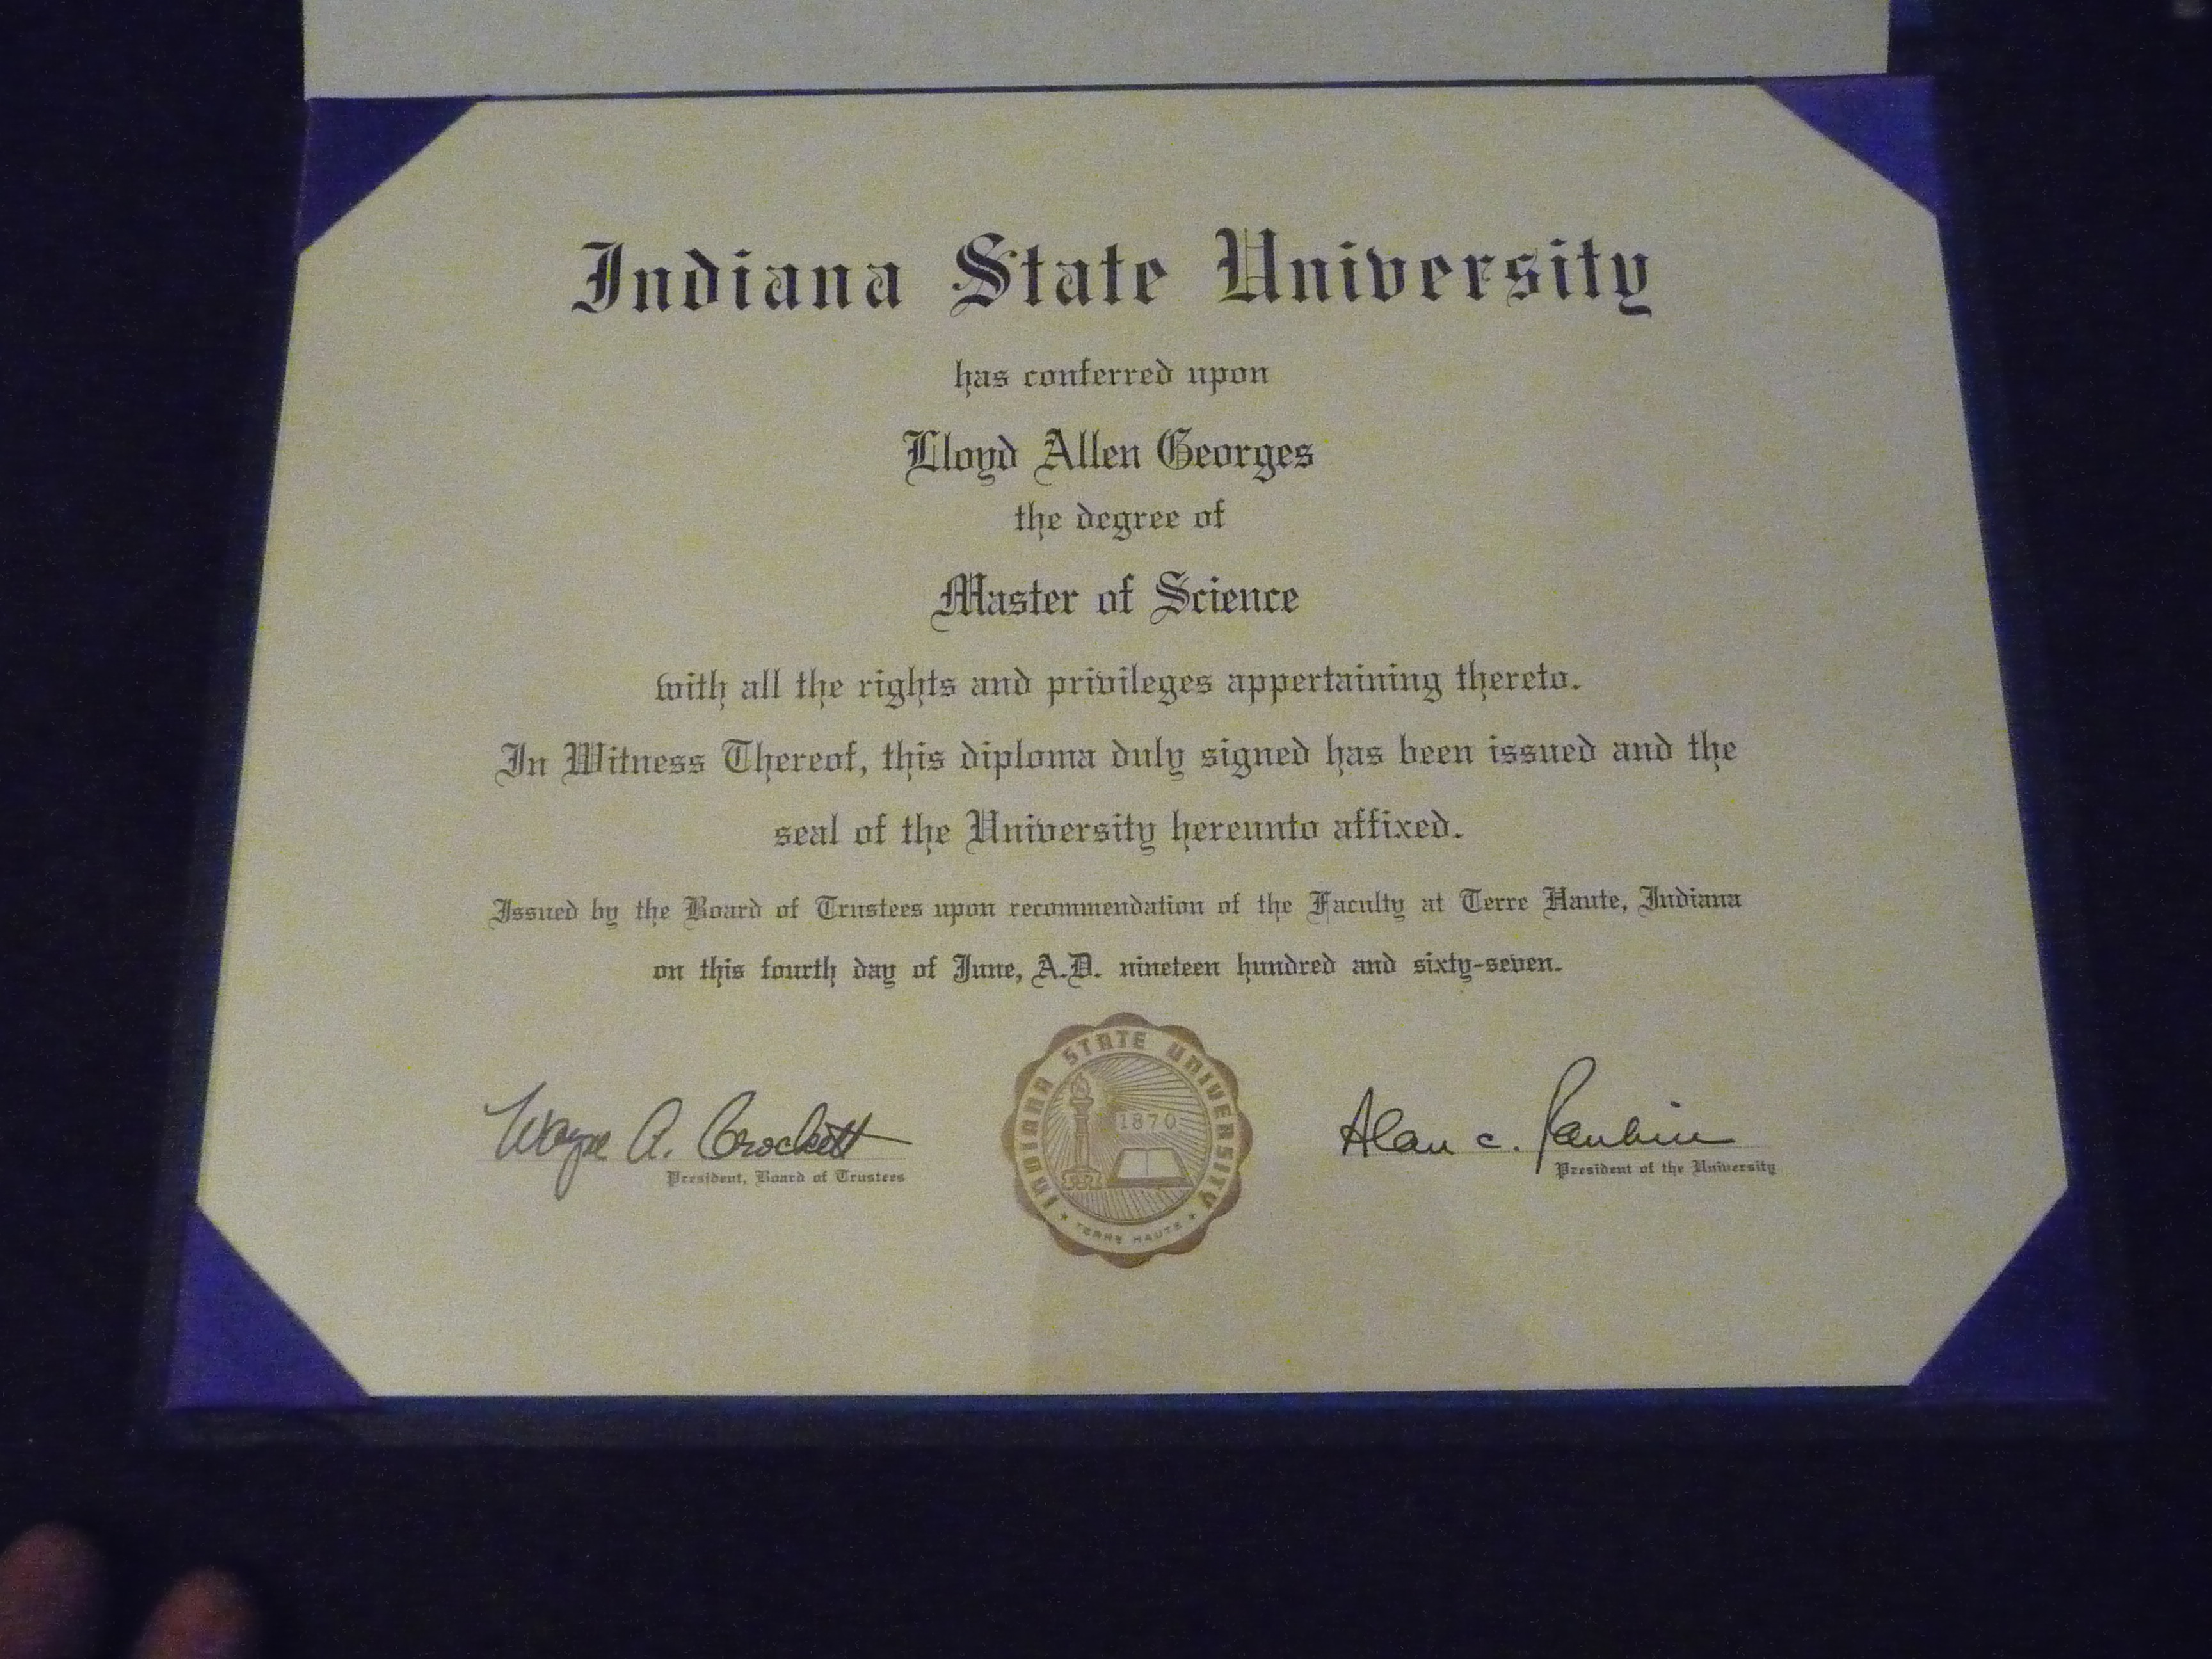 Indiana State University
has conferred upon
Lloyd Allen Georges
the degree of
Master of Science
with all the rights and privileges appertaining thereto.
In Witness Thereof, this diploma duly signed has been issued and the
seal of the University hereunto affixed.
Issued by the Board of Trustees upon recommendation of the Faculty at Terre Haute, Indiana
on this fourth day of June, A.D. nineteen hundred and sixty-seven.
Wayne A. Crockett
President, Board of Trustees
INDIANA STATE UNIVERSITY
1870
TERRE HAUTE
Alan C. Rankin
President of the University